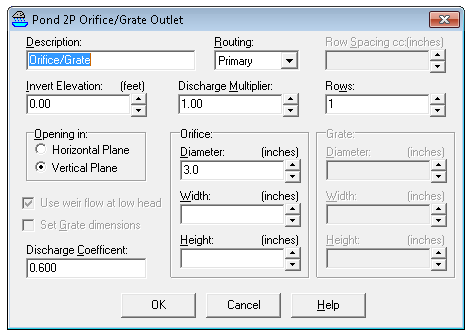 Pond 2P Orifice/Grate Outlet
Description:
Routing:
Row Spacing cc:(inches)
Orifice/Grate
Primary
Invert Elevation: (feet)
Discharge Multiplier:
Rows:
0.00
1.00
1
Opening in:
Horizontal Plane
Vertical Plane
Orifice:
Diameter: (inches)
3.0
Width: (inches)
Height: (inches)
Grate:
Diameter: (inches)
Width: (inches)
Height: (inches)
Use weir flow at low head
Set Grate dimensions
Discharge Coefficent:
0.600
OK
Cancel
Help